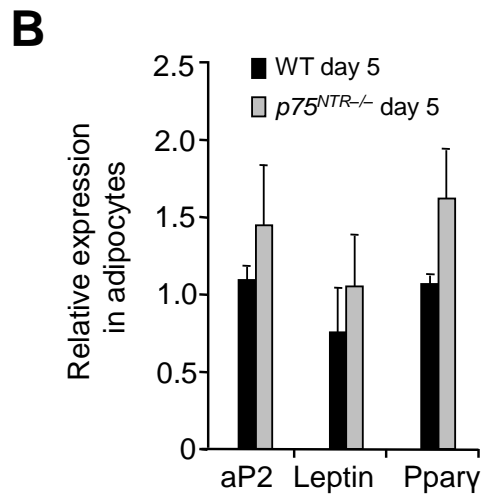 B
2.5
2.0
1.5
1.0
0.5
0
Relative expression
in adipocytes
WT day 5
p75NTR–/– day 5
aP2 Leptin Pparγ